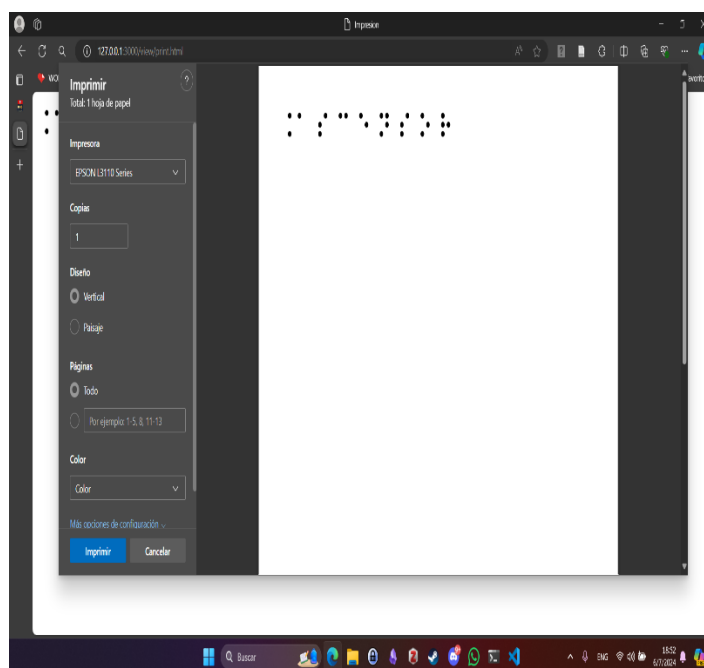 Impresion
127.0.0.1:3000/view/print.html
Imprimir
Total: 1 hoja de papel
?
Impresora
EPSON L3110 Series
Copias
1
Diseño
Vertical
Paisaje
Páginas
Todo
Por ejemplo: 1-5, 8, 11-13
Color
Color
Más opciones de configuración
Imprimir
Cancelar
⠨⠁⠎⠉⠑⠝⠎⠕⠗
Buscar
ENG
18:52
6/7/2024